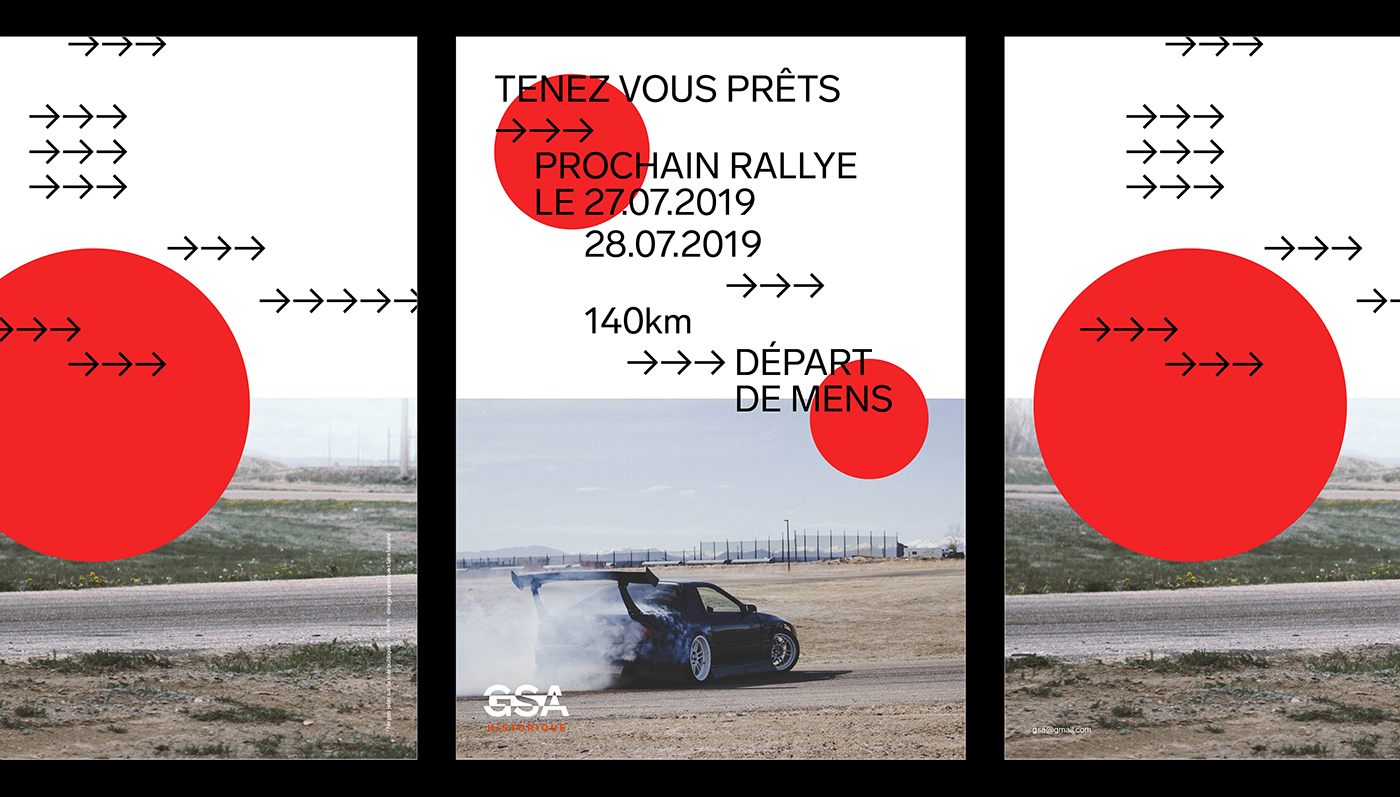 TENEZ VOUS PRÊTS
→→→
PROCHAIN RALLYE
LE 27.07.2019
28.07.2019
→→→
140km
→→→ DÉPART
DE MENS
GSA
HISTORIQUE
gsa@gmail.com